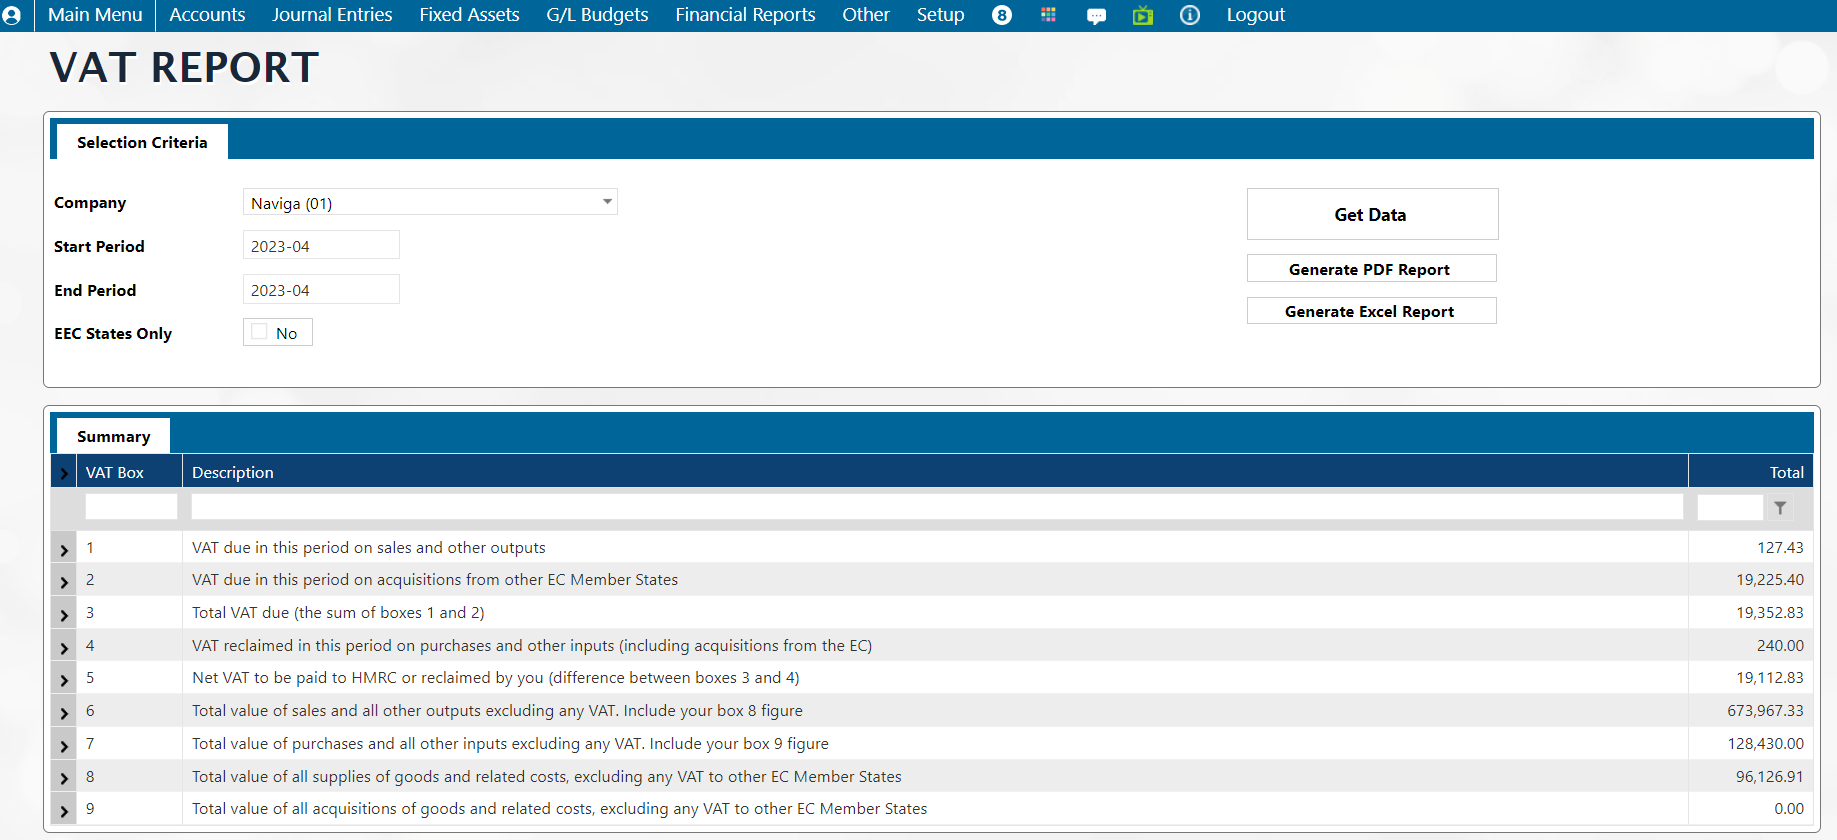 Main Menu Accounts Journal Entries Fixed Assets G/L Budgets Financial Reports Other Setup 8 Logout
VAT REPORT
Selection Criteria
Company Naviga (01) Get Data
Start Period 2023-04
Generate PDF Report
End Period 2023-04
Generate Excel Report
EEC States Only No
Summary
VAT Box Description Total
1 VAT due in this period on sales and other outputs 127.43
2 VAT due in this period on acquisitions from other EC Member States 19,225.40
3 Total VAT due (the sum of boxes 1 and 2) 19,352.83
4 VAT reclaimed in this period on purchases and other inputs (including acquisitions from the EC) 240.00
5 Net VAT to be paid to HMRC or reclaimed by you (difference between boxes 3 and 4) 19,112.83
6 Total value of sales and all other outputs excluding any VAT. Include your box 8 figure 673,967.33
7 Total value of purchases and all other inputs excluding any VAT. Include your box 9 figure 128,430.00
8 Total value of all supplies of goods and related costs, excluding any VAT to other EC Member States 96,126.91
9 Total value of all acquisitions of goods and related costs, excluding any VAT to other EC Member States 0.00